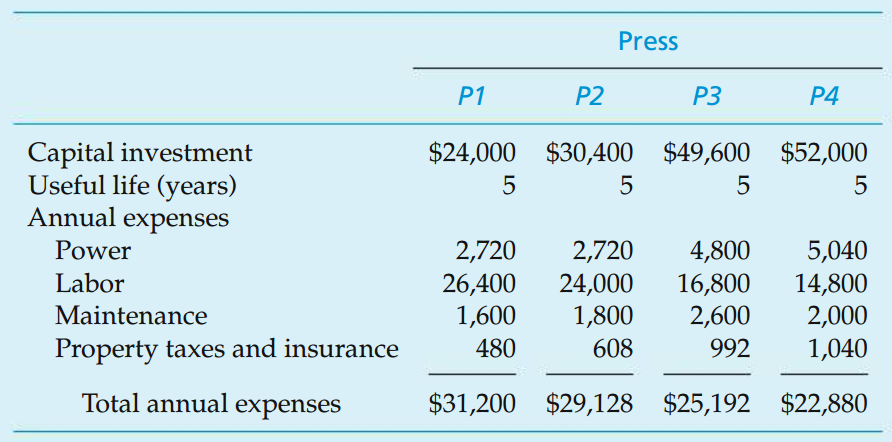 Press
P1 P2 P3 P4
Capital investment $24,000 $30,400 $49,600 $52,000
Useful life (years) 5 5 5 5
Annual expenses
Power 2,720 2,720 4,800 5,040
Labor 26,400 24,000 16,800 14,800
Maintenance 1,600 1,800 2,600 2,000
Property taxes and insurance 480 608 992 1,040
Total annual expenses $31,200 $29,128 $25,192 $22,880